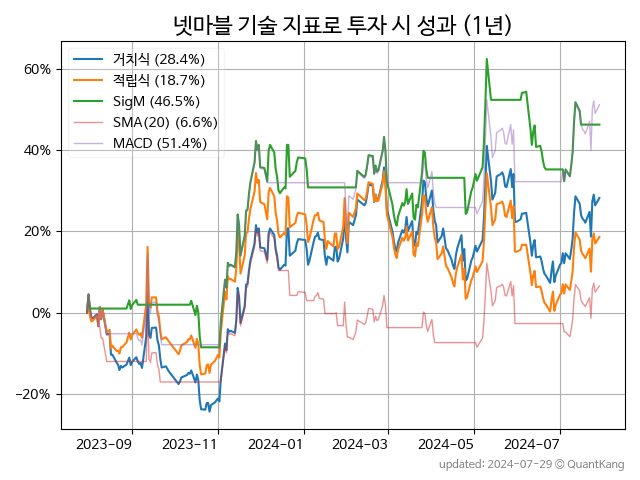 넷마블 기술 지표로 투자 시 성과 (1년)
거치식 (28.4%)
적립식 (18.7%)
SigM (46.5%)
SMA(20) (6.6%)
MACD (51.4%)
60%
40%
20%
0%
−20%
2023-09 2023-11 2024-01 2024-03 2024-05 2024-07
updated: 2024-07-29 © QuantKang